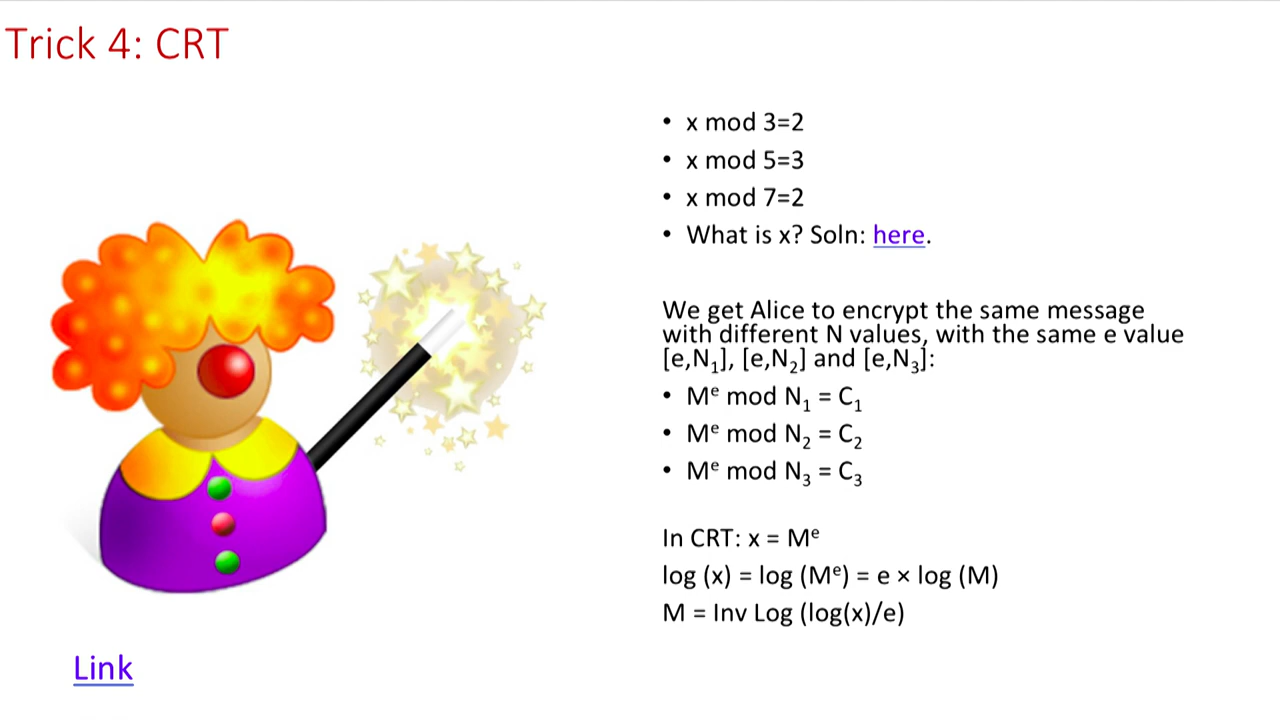 Trick 4: CRT
• x mod 3=2
• x mod 5=3
• x mod 7=2
• What is x? Soln: here.
We get Alice to encrypt the same message
with different N values, with the same e value
[e,N₁], [e,N₂] and [e,N₃]:
• Mᵉ mod N₁ = C₁
• Mᵉ mod N₂ = C₂
• Mᵉ mod N₃ = C₃
In CRT: x = Mᵉ
log (x) = log (Mᵉ) = e × log (M)
M = Inv Log (log(x)/e)
Link